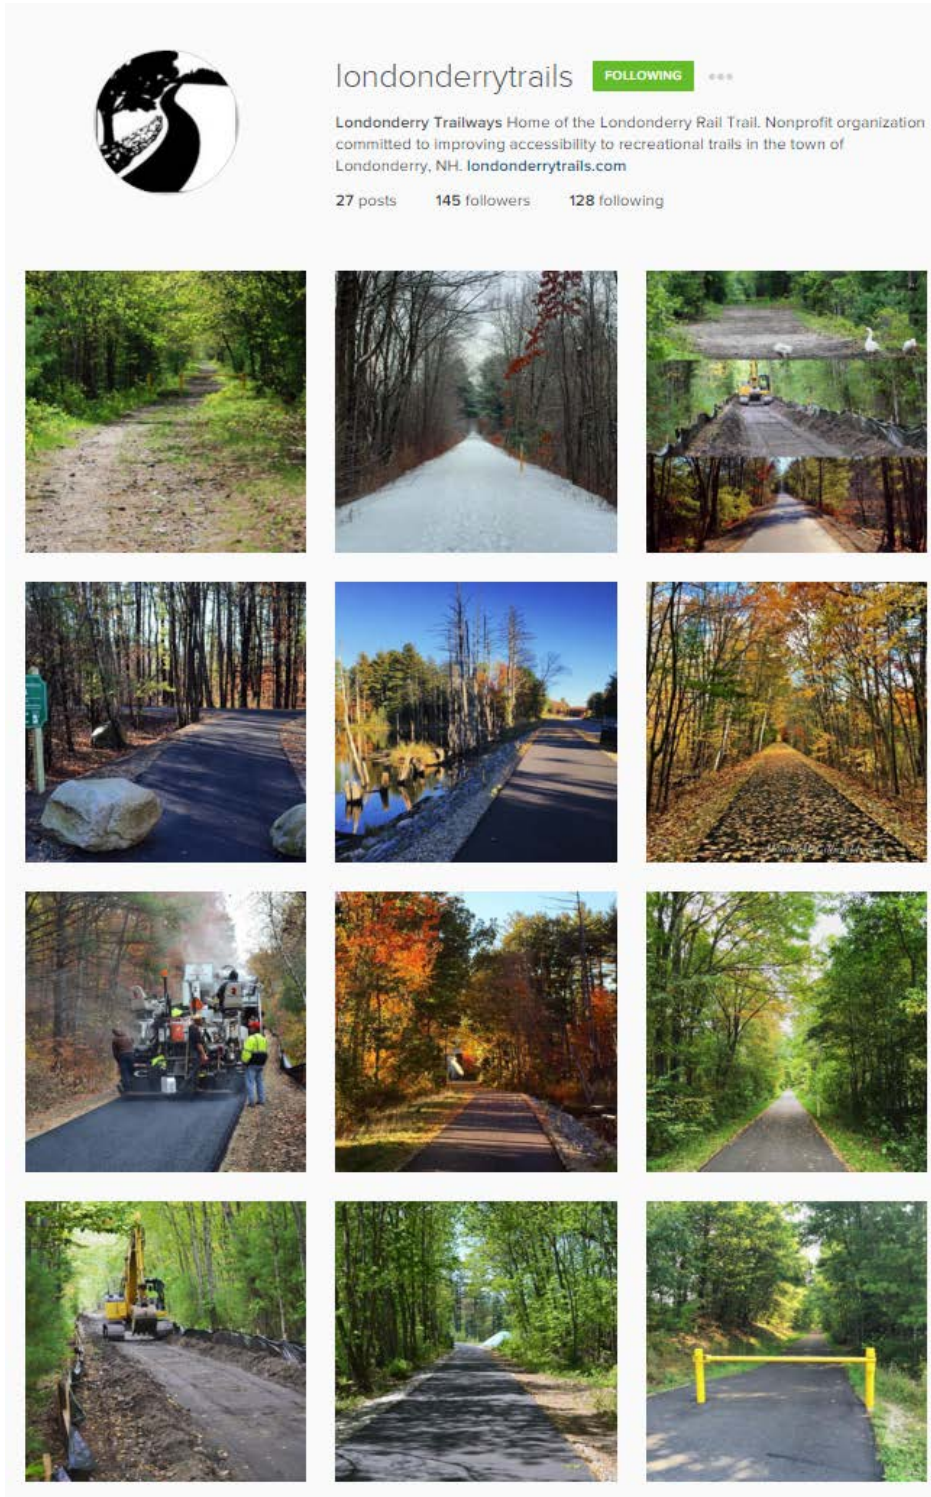 londonderrytrails FOLLOWING
Londonderry Trailways Home of the Londonderry Rail Trail. Nonprofit organization
committed to improving accessibility to recreational trails in the town of
Londonderry, NH. londonderrytrails.com
27 posts 145 followers 128 following